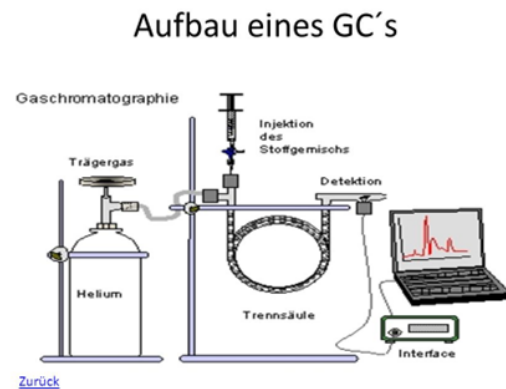 Aufbau eines GC´s
Gaschromatographie
Injektion
des
Stoffgemischs
Trägergas
Detektion
Helium
Trennsäule
Interface
Zurück